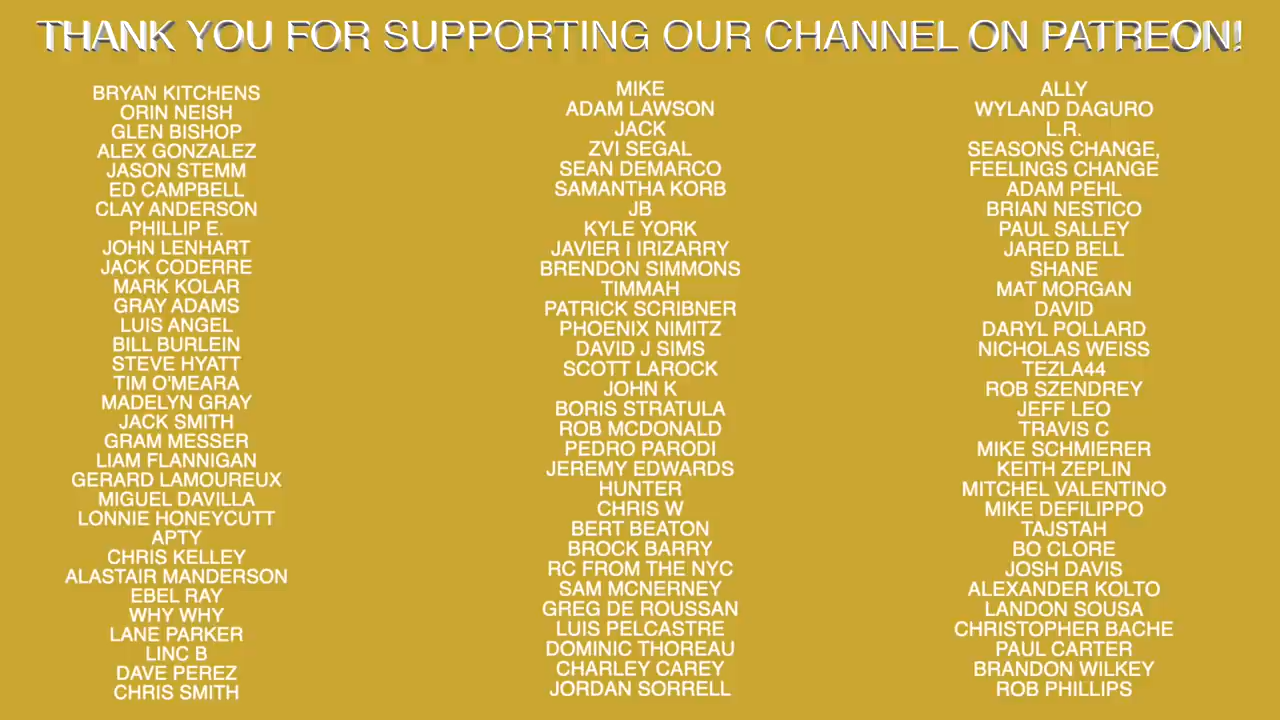 THANK YOU FOR SUPPORTING OUR CHANNEL ON PATREON!
BRYAN KITCHENS
ORIN NEISH
GLEN BISHOP
ALEX GONZALEZ
JASON STEMM
ED CAMPBELL
CLAY ANDERSON
PHILLIP E.
JOHN LENHART
JACK CODERRE
MARK KOLAR
GRAY ADAMS
LUIS ANGEL
BILL BURLEIN
STEVE HYATT
TIM O'MEARA
MADELYN GRAY
JACK SMITH
GRAM MESSER
LIAM FLANNIGAN
GERARD LAMOUREUX
MIGUEL DAVILLA
LONNIE HONEYCUTT
APTY
CHRIS KELLEY
ALASTAIR MANDERSON
EBEL RAY
WHY WHY
LANE PARKER
LINC B
DAVE PEREZ
CHRIS SMITH
MIKE
ADAM LAWSON
JACK
ZVI SEGAL
SEAN DEMARCO
SAMANTHA KORB
JB
KYLE YORK
JAVIER I IRIZARRY
BRENDON SIMMONS
TIMMAH
PATRICK SCRIBNER
PHOENIX NIMITZ
DAVID J SIMS
SCOTT LAROCK
JOHN K
BORIS STRATULA
ROB MCDONALD
PEDRO PARODI
JEREMY EDWARDS
HUNTER
CHRIS W
BERT BEATON
BROCK BARRY
RC FROM THE NYC
SAM MCNERNEY
GREG DE ROUSSAN
LUIS PELCASTRE
DOMINIC THOREAU
CHARLEY CAREY
JORDAN SORRELL
ALLY
WYLAND DAGURO
L.R.
SEASONS CHANGE,
FEELINGS CHANGE
ADAM PEHL
BRIAN NESTICO
PAUL SALLEY
JARED BELL
SHANE
MAT MORGAN
DAVID
DARYL POLLARD
NICHOLAS WEISS
TEZLA44
ROB SZENDREY
JEFF LEO
TRAVIS C
MIKE SCHMIERER
KEITH ZEPLIN
MITCHEL VALENTINO
MIKE DEFILIPPO
TAJSTAH
BO CLORE
JOSH DAVIS
ALEXANDER KOLTO
LANDON SOUSA
CHRISTOPHER BACHE
PAUL CARTER
BRANDON WILKEY
ROB PHILLIPS